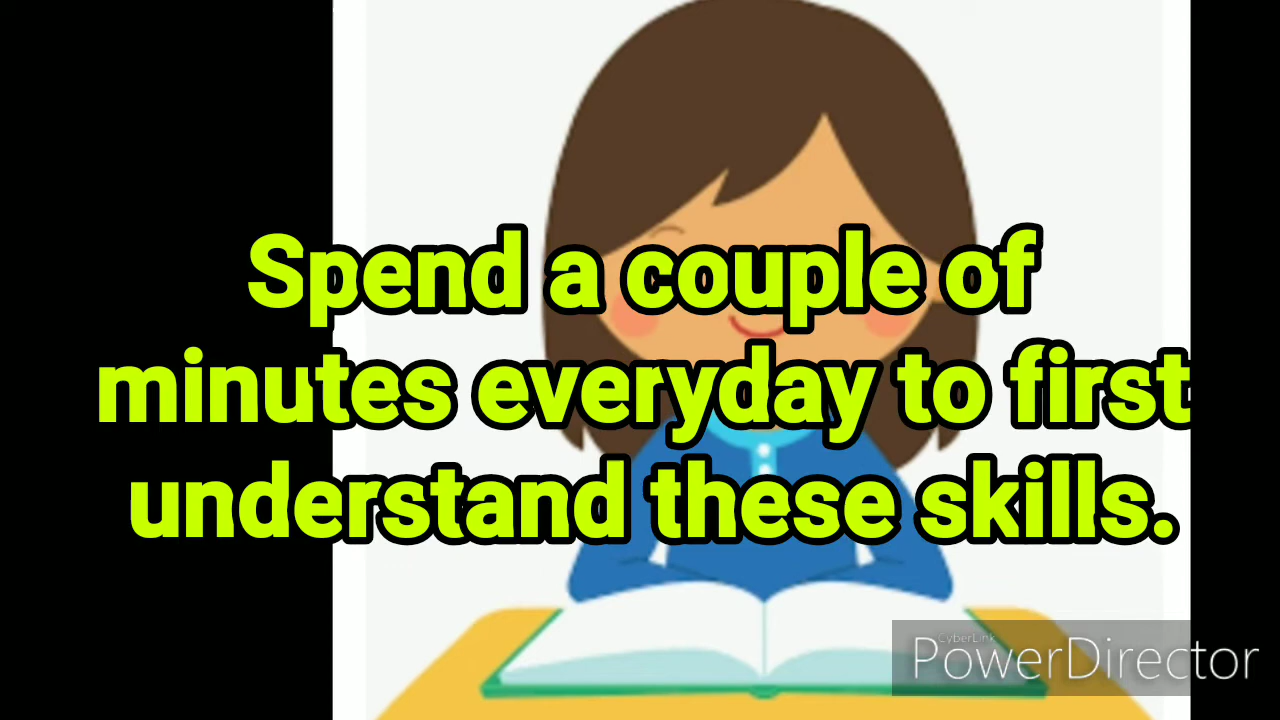 Spend a couple of
minutes everyday to first
understand these skills.
CyberLink
PowerDirector